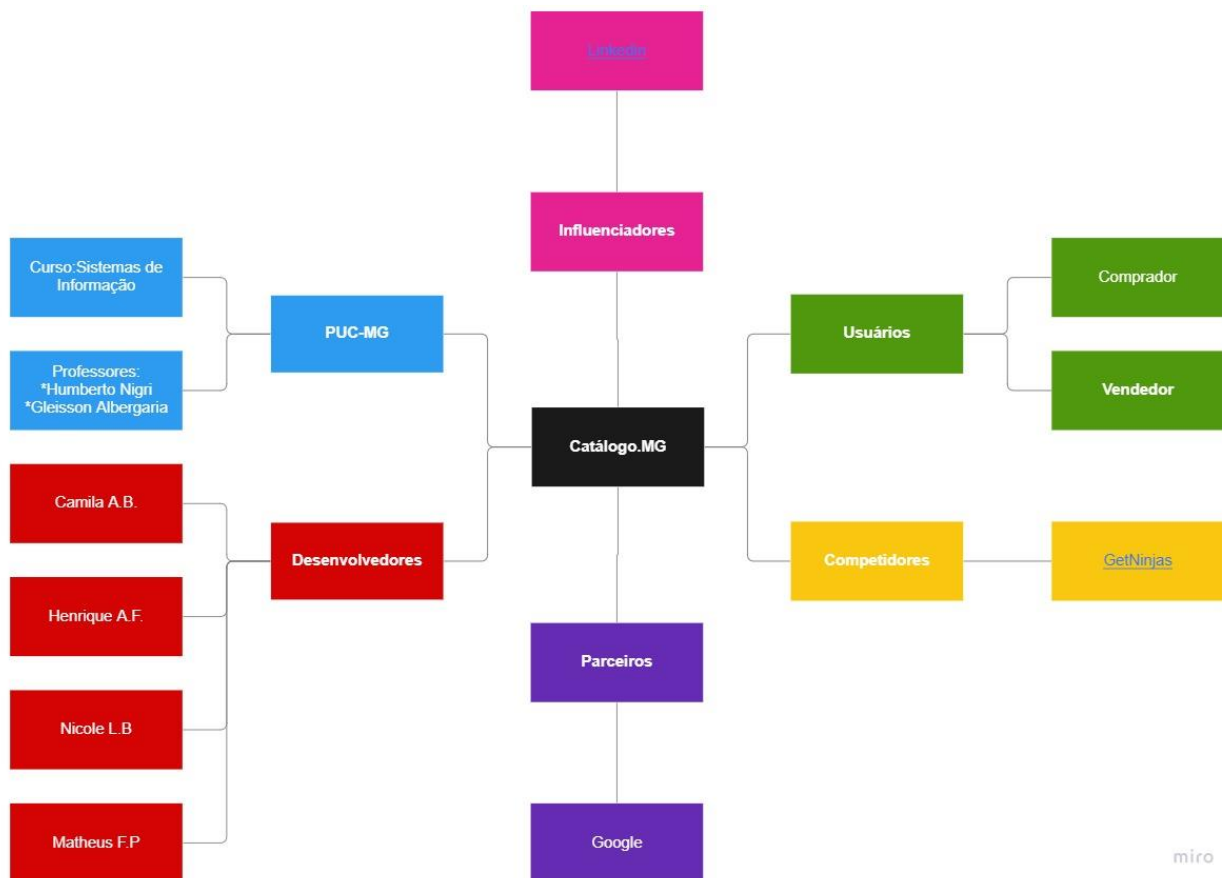 Linkedin
Influenciadores
Curso:Sistemas de
Informação
PUC-MG
Professores:
*Humberto Nigri
*Gleisson Albergaria
Usuários
Comprador
Vendedor
Catálogo.MG
Camila A.B.
Desenvolvedores
Henrique A.F.
Nicole L.B
Matheus F.P
Competidores
GetNinjas
Parceiros
Google
miro